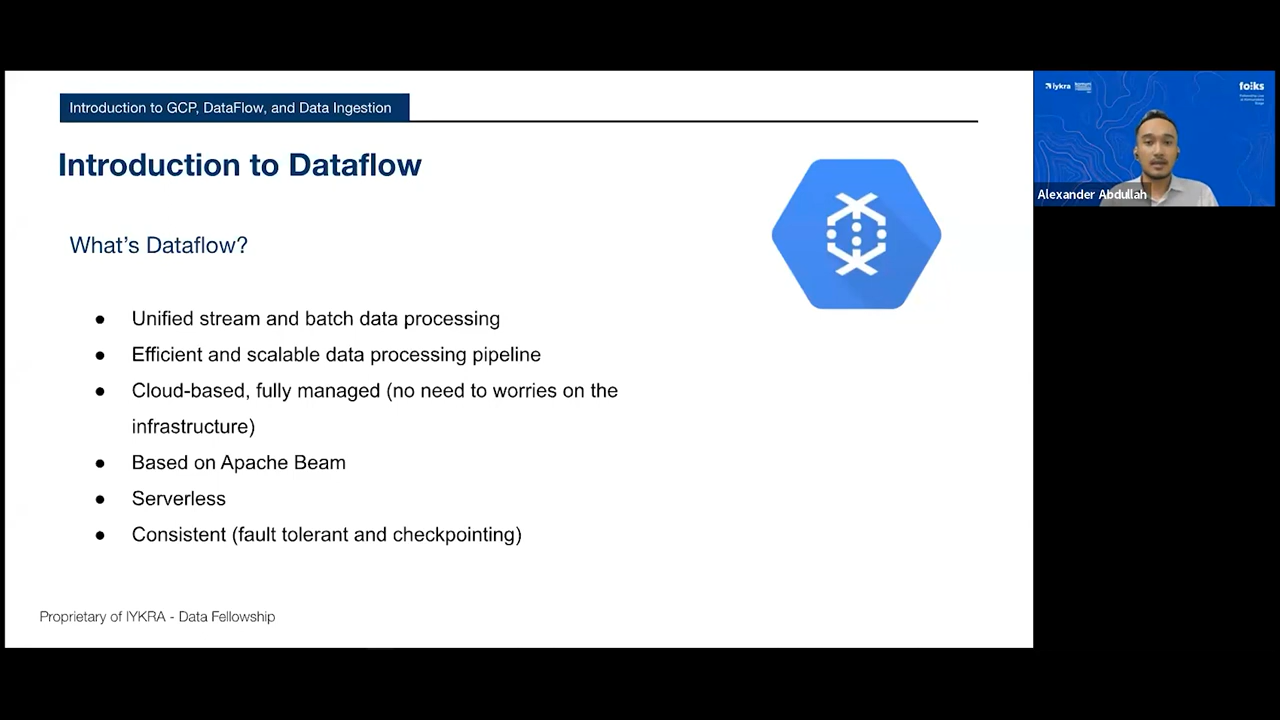 Introduction to GCP, DataFlow, and Data Ingestion
Introduction to Dataflow
What's Dataflow?
● Unified stream and batch data processing
● Efficient and scalable data processing pipeline
● Cloud-based, fully managed (no need to worries on the
infrastructure)
● Based on Apache Beam
● Serverless
● Consistent (fault tolerant and checkpointing)
Proprietary of IYKRA - Data Fellowship
iykra
fo:ks
Alexander Abdullah